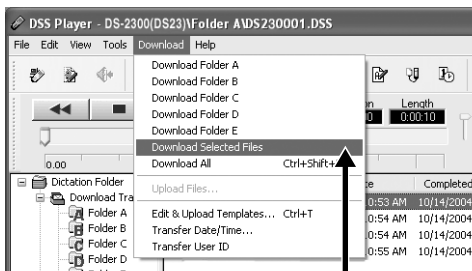 DSS Player - DS-2300(DS23)\Folder A\DS230001.DSS
File Edit View Tools Download Help
Download Folder A
Download Folder B
Download Folder C
Download Folder D
Download Folder E
Download Selected Files
Download All Ctrl+Shift+
Upload Files...
Edit & Upload Templates... Ctrl+T
Transfer Date/Time...
Transfer User ID
Length
0:00:10
0.00
Dictation Folder
Download Tra
Folder A
Folder B
Folder C
Folder D
Completed
0:53 AM 10/14/2004
0:54 AM 10/14/2004
0:54 AM 10/14/2004
0:55 AM 10/14/2004